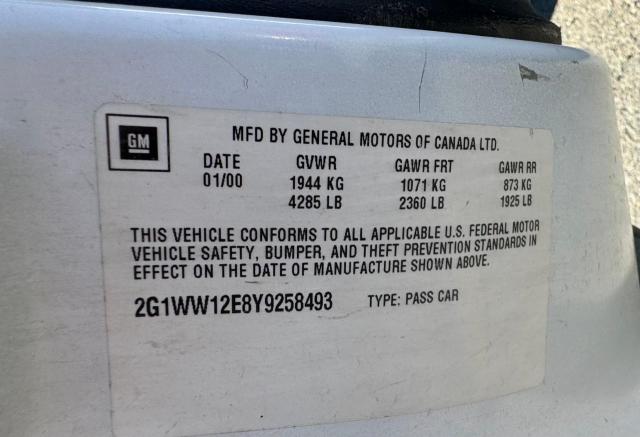 GM
MFD BY GENERAL MOTORS OF CANADA LTD.
DATE GVWR GAWR FRT GAWR RR
01/00 1944 KG 1071 KG 873 KG
4285 LB 2360 LB 1925 LB
THIS VEHICLE CONFORMS TO ALL APPLICABLE U.S. FEDERAL MOTOR
VEHICLE SAFETY, BUMPER, AND THEFT PREVENTION STANDARDS IN
EFFECT ON THE DATE OF MANUFACTURE SHOWN ABOVE.
2G1WW12E8Y9258493 TYPE: PASS CAR